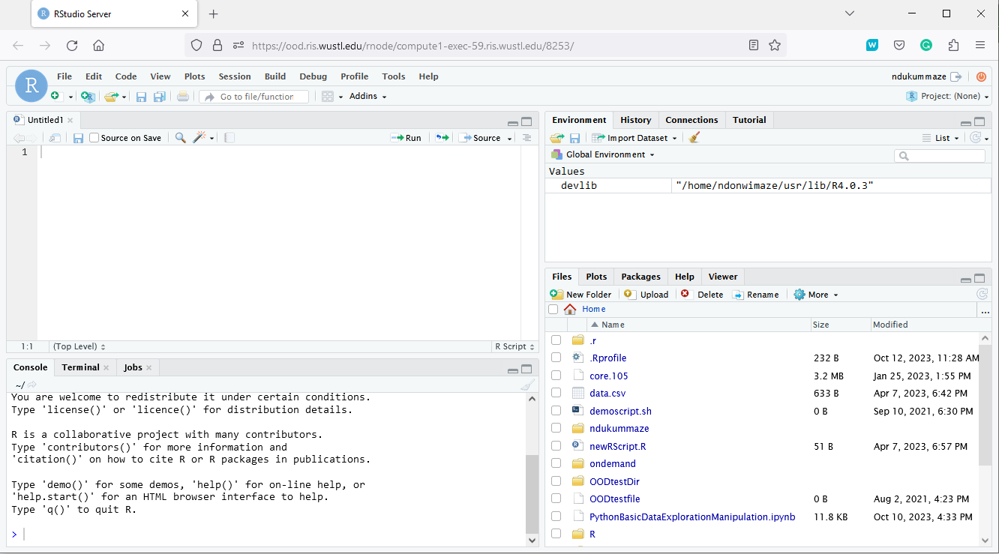 RStudio Server
https://ood.ris.wustl.edu/rnode/compute1-exec-59.ris.wustl.edu/8253/
R
File Edit Code View Plots Session Build Debug Profile Tools Help
ndukummaze
Go to file/function
Addins
Project: (None)
Untitled1
Source on Save
Run
Source
1
1:1
(Top Level)
R Script
Console Terminal Jobs
~/
You are welcome to redistribute it under certain conditions.
Type 'license()' or 'licence()' for distribution details.
R is a collaborative project with many contributors.
Type 'contributors()' for more information and
'citation()' on how to cite R or R packages in publications.
Type 'demo()' for some demos, 'help()' for on-line help, or
'help.start()' for an HTML browser interface to help.
Type 'q()' to quit R.
>
Environment History Connections Tutorial
Import Dataset
List
Global Environment
Values
devlib "/home/ndonwimaze/usr/lib/R4.0.3"
Files Plots Packages Help Viewer
New Folder Upload Delete Rename More
Home
...
Name Size Modified
.r
.Rprofile 232 B Oct 12, 2023, 11:28 AM
core.105 3.2 MB Jan 25, 2023, 1:55 PM
data.csv 633 B Apr 7, 2023, 6:42 PM
demoscript.sh 0 B Sep 10, 2021, 6:30 PM
ndukummaze
newRScript.R 51 B Apr 7, 2023, 6:57 PM
ondemand
OODtestDir
OODtestfile 0 B Aug 2, 2021, 4:23 PM
PythonBasicDataExplorationManipulation.ipynb 11.8 KB Oct 10, 2023, 4:33 PM
R